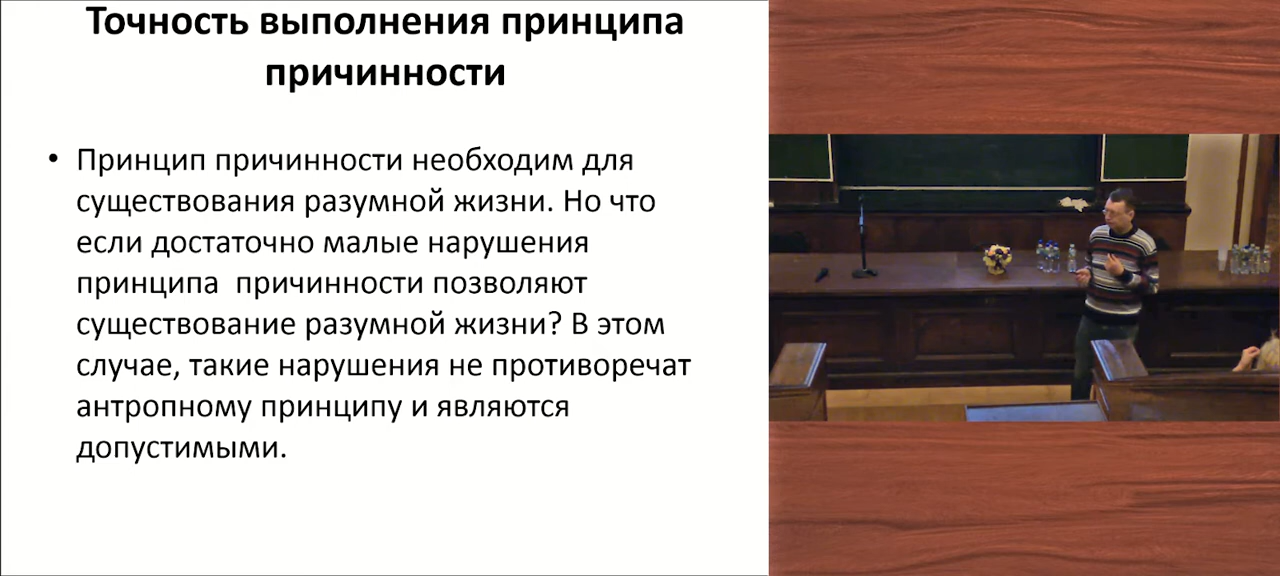 Точность выполнения принципа
причинности
• Принцип причинности необходим для
существования разумной жизни. Но что
если достаточно малые нарушения
принципа  причинности позволяют
существование разумной жизни? В этом
случае, такие нарушения не противоречат
антропному принципу и являются
допустимыми.